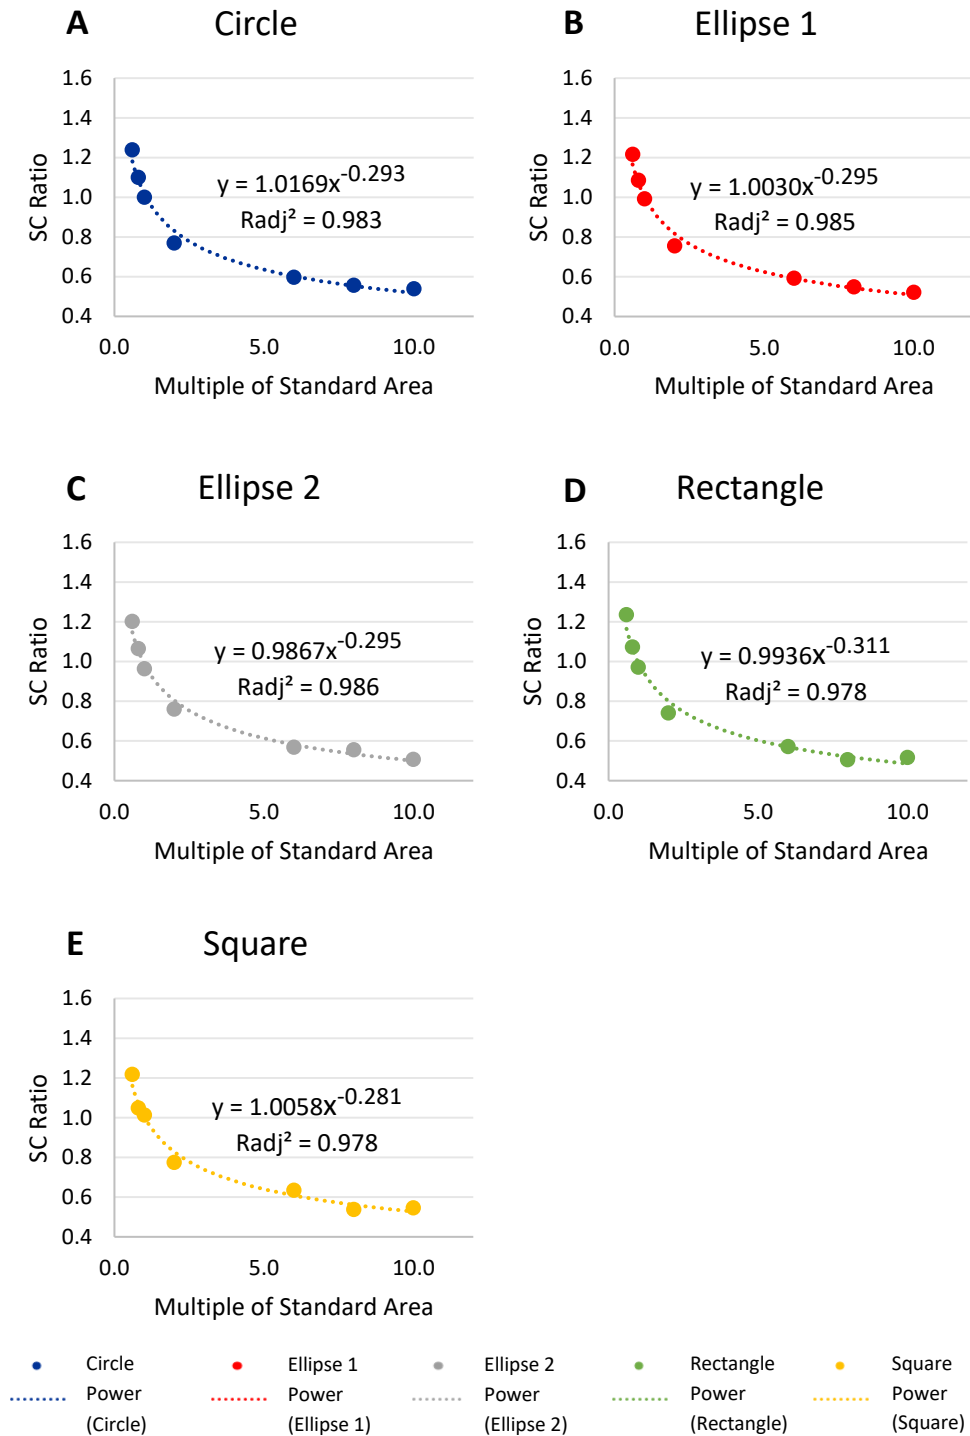 A Circle
1.6
1.4
1.2
1.0
0.8
0.6
0.4
SC Ratio
y = 1.0169x^-0.293
Radj² = 0.983
0.0 5.0 10.0
Multiple of Standard Area
B Ellipse 1
1.6
1.4
1.2
1.0
0.8
0.6
0.4
SC Ratio
y = 1.0030x^-0.295
Radj² = 0.985
0.0 5.0 10.0
Multiple of Standard Area
C Ellipse 2
1.6
1.4
1.2
1.0
0.8
0.6
0.4
SC Ratio
y = 0.9867x^-0.295
Radj² = 0.986
0.0 5.0 10.0
Multiple of Standard Area
D Rectangle
1.6
1.4
1.2
1.0
0.8
0.6
0.4
SC Ratio
y = 0.9936x^-0.311
Radj² = 0.978
0.0 5.0 10.0
Multiple of Standard Area
E Square
1.6
1.4
1.2
1.0
0.8
0.6
0.4
SC Ratio
y = 1.0058x^-0.281
Radj² = 0.978
0.0 5.0 10.0
Multiple of Standard Area
Circle Ellipse 1 Ellipse 2 Rectangle Square
Power Power Power Power Power
(Circle) (Ellipse 1) (Ellipse 2) (Rectangle) (Square)